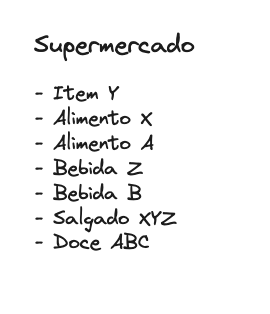 Supermercado
- Item Y
- Alimento X
- Alimento A
- Bebida Z
- Bebida B
- Salgado XYZ
- Doce ABC